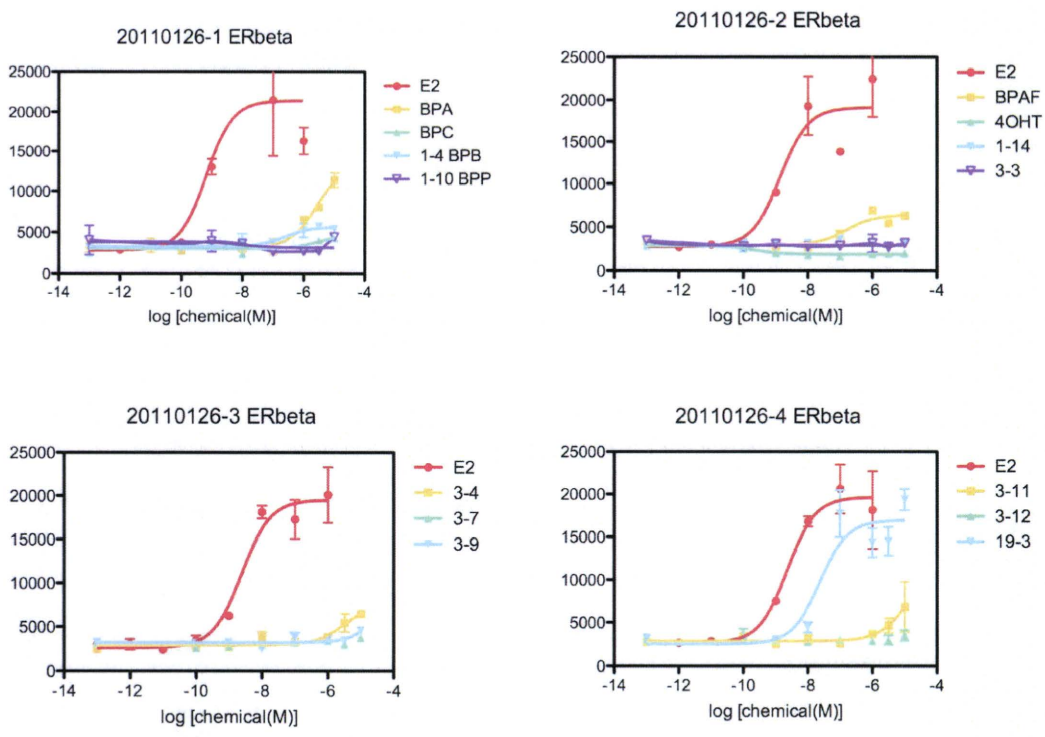 20110126-1 ERbeta
25000
20000
15000
10000
5000
0
-14 -12 -10 -8 -6 -4
log [chemical(M)]
E2
BPA
BPC
1-4 BPB
1-10 BPP
20110126-2 ERbeta
25000
20000
15000
10000
5000
0
-14 -12 -10 -8 -6 -4
log [chemical(M)]
E2
BPAF
4OHT
1-14
3-3
20110126-3 ERbeta
25000
20000
15000
10000
5000
0
-14 -12 -10 -8 -6 -4
log [chemical(M)]
E2
3-4
3-7
3-9
20110126-4 ERbeta
25000
20000
15000
10000
5000
0
-14 -12 -10 -8 -6 -4
log [chemical(M)]
E2
3-11
3-12
19-3